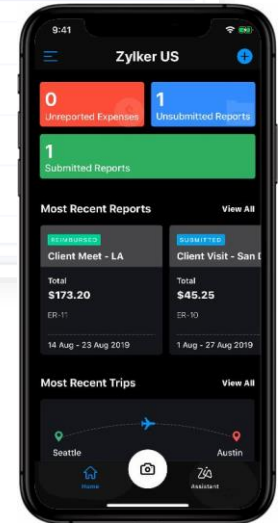 9:41
Zylker US
0
Unreported Expenses
1
Unsubmitted Reports
1
Submitted Reports
Most Recent Reports
View All
REIMBURSED
Client Meet - LA
Total
$173.20
ER-11
14 Aug - 23 Aug 2019
SUBMITTED
Client Visit - San
Total
$45.25
ER-10
1 Aug - 27 Aug 2019
Most Recent Trips
View All
Seattle
Austin
Home
Zia
Assistant